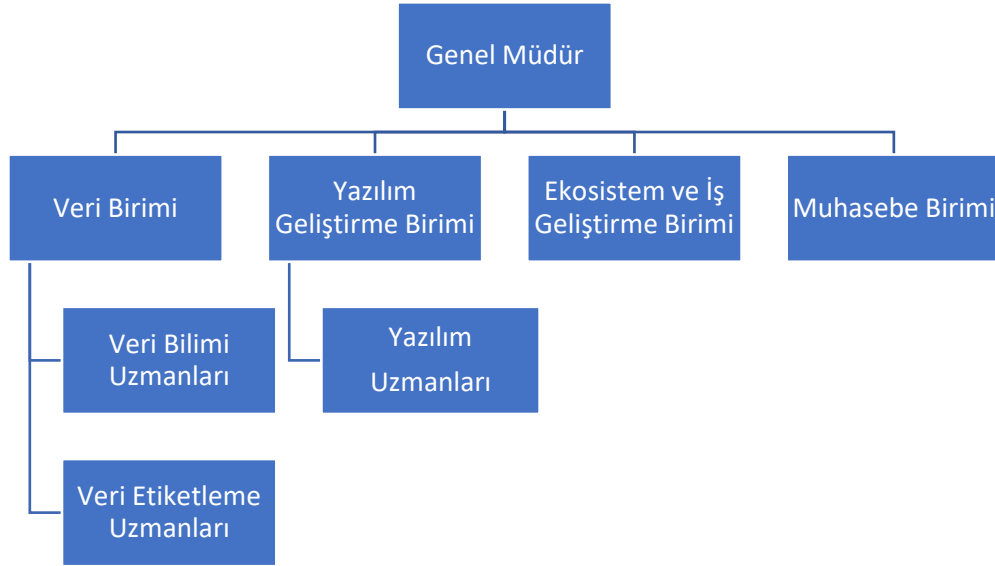 Genel Müdür
Veri Birimi
Yazılım
Geliştirme Birimi
Ekosistem ve İş
Geliştirme Birimi
Muhasebe Birimi
Veri Bilimi
Uzmanları
Yazılım
Uzmanları
Veri Etiketleme
Uzmanları